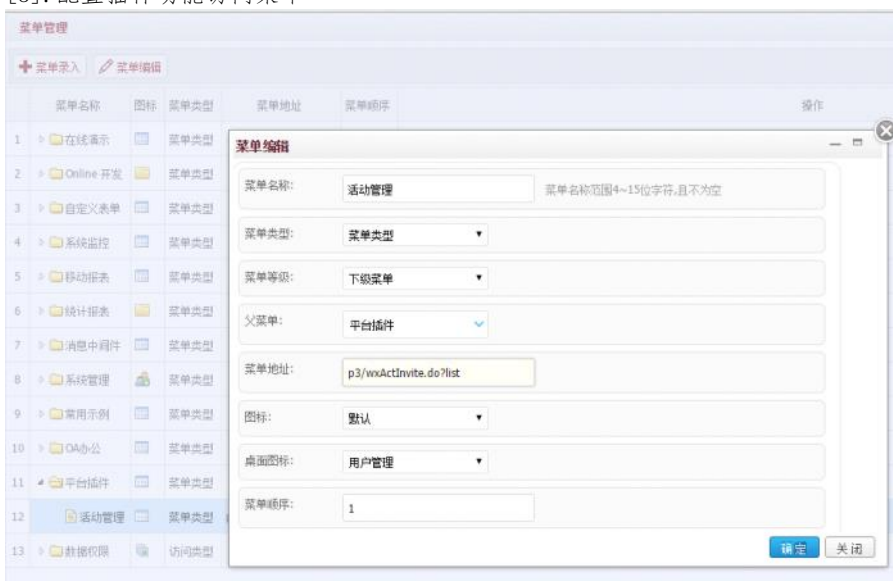 菜单管理
菜单录入 菜单编辑
菜单名称 图标 菜单类型 菜单地址 菜单顺序 操作
1 在线演示 菜单类型
2 Online 开发 菜单类型
3 自定义表单 菜单类型
4 系统监控 菜单类型
5 移动报表 菜单类型
6 统计报表 菜单类型
7 消息中间件 菜单类型
8 系统管理 菜单类型
9 常用示例 菜单类型
10 OA办公 菜单类型
11 平台插件 菜单类型
12 活动管理 菜单类型
13 数据权限 访问类型
菜单编辑
菜单名称: 活动管理 菜单名称范围4~15位字符,且不为空
菜单类型: 菜单类型
菜单等级: 下级菜单
父菜单: 平台插件
菜单地址: p3/wxActInvite.do?list
图标: 默认
桌面图标: 用户管理
菜单顺序: 1
确定 关闭